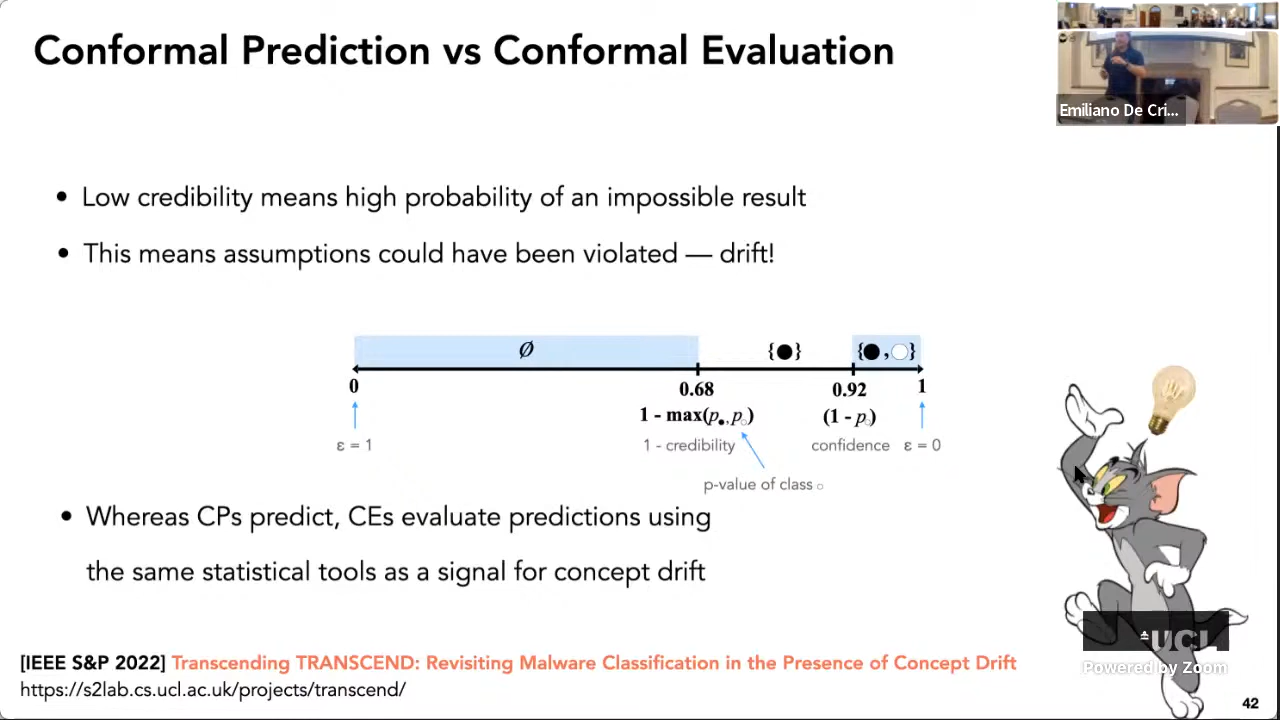 Conformal Prediction vs Conformal Evaluation
Emiliano De Cri...
• Low credibility means high probability of an impossible result
• This means assumptions could have been violated — drift!
Ø {●} {●,○}
0 0.68 0.92 1
1 - max(p●,p○) (1 - p○)
ε = 1 1 - credibility confidence ε = 0
p-value of class ○
• Whereas CPs predict, CEs evaluate predictions using
the same statistical tools as a signal for concept drift
UCL
Powered by Zoom
[IEEE S&P 2022] Transcending TRANSCEND: Revisiting Malware Classification in the Presence of Concept Drift
https://s2lab.cs.ucl.ac.uk/projects/transcend/
42